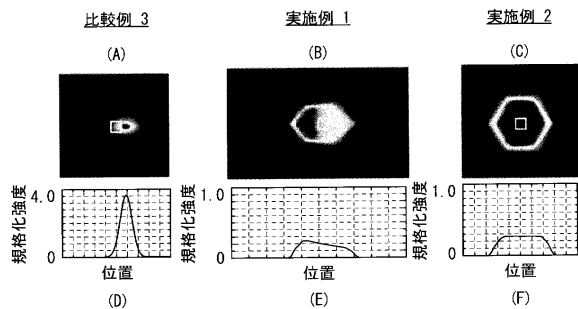 比較例 3
実施例 1
実施例 2
(A)
(B)
(C)
規格化強度
4.0
0
位置
(D)
規格化強度
1.0
0
位置
(E)
規格化強度
1.0
0
位置
(F)